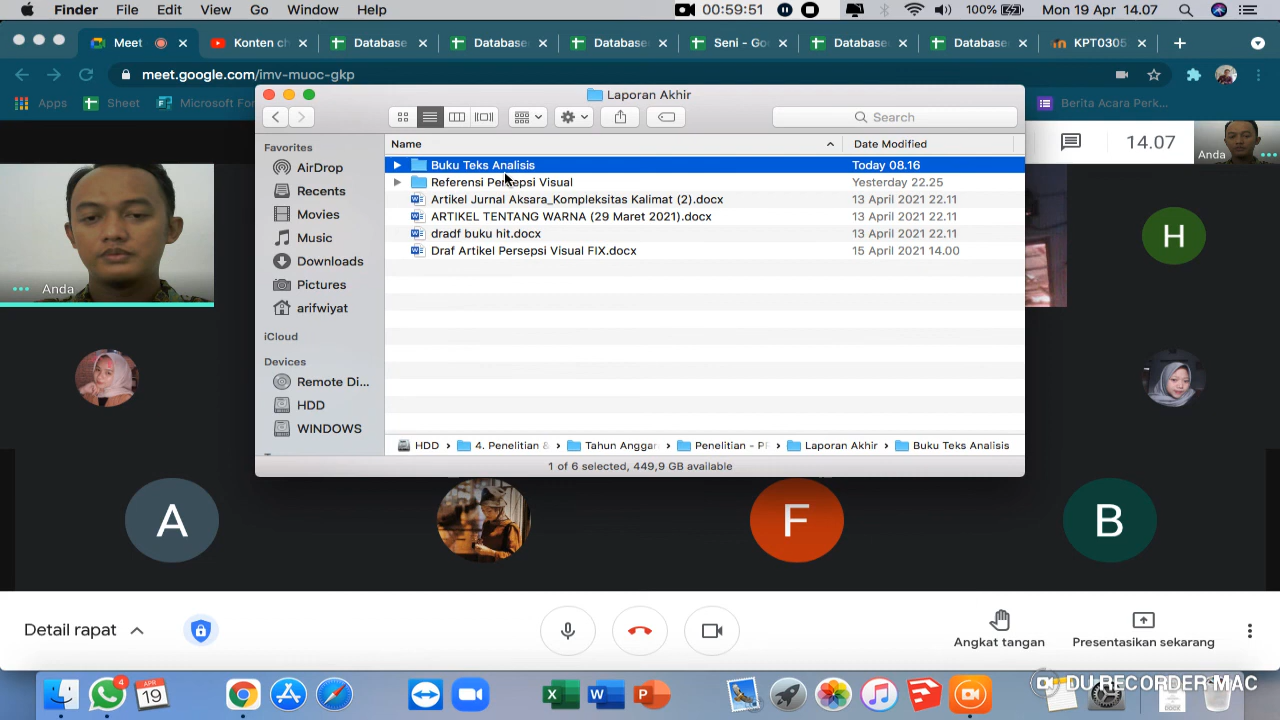 Finder File Edit View Go Window Help 00:59:51 100% Mon 19 Apr 14.07
Meet Konten ch Database Database Database Seni - Go Database Database KPT0305
meet.google.com/imv-muoc-gkp
Apps Sheet Microsoft Fo Berita Acara Perk...
Laporan Akhir
Search
Name Date Modified
Favorites
AirDrop
Recents
Movies
Music
Downloads
Pictures
arifwiyat
iCloud
Devices
Remote Di...
HDD
WINDOWS
Buku Teks Analisis Today 08.16
Referensi Persepsi Visual Yesterday 22.25
Artikel Jurnal Aksara_Kompleksitas Kalimat (2).docx 13 April 2021 22.11
ARTIKEL TENTANG WARNA (29 Maret 2021).docx 13 April 2021 22.11
dradf buku hit.docx 13 April 2021 22.11
Draf Artikel Persepsi Visual FIX.docx 15 April 2021 14.00
HDD › 4. Penelitian & › Tahun Anggar › Penelitian - PI › Laporan Akhir › Buku Teks Analisis
1 of 6 selected, 449,9 GB available
14.07
Anda
Anda
H
A
F
B
Detail rapat
Angkat tangan
Presentasikan sekarang
4
APR
19
DU RECORDER MAC